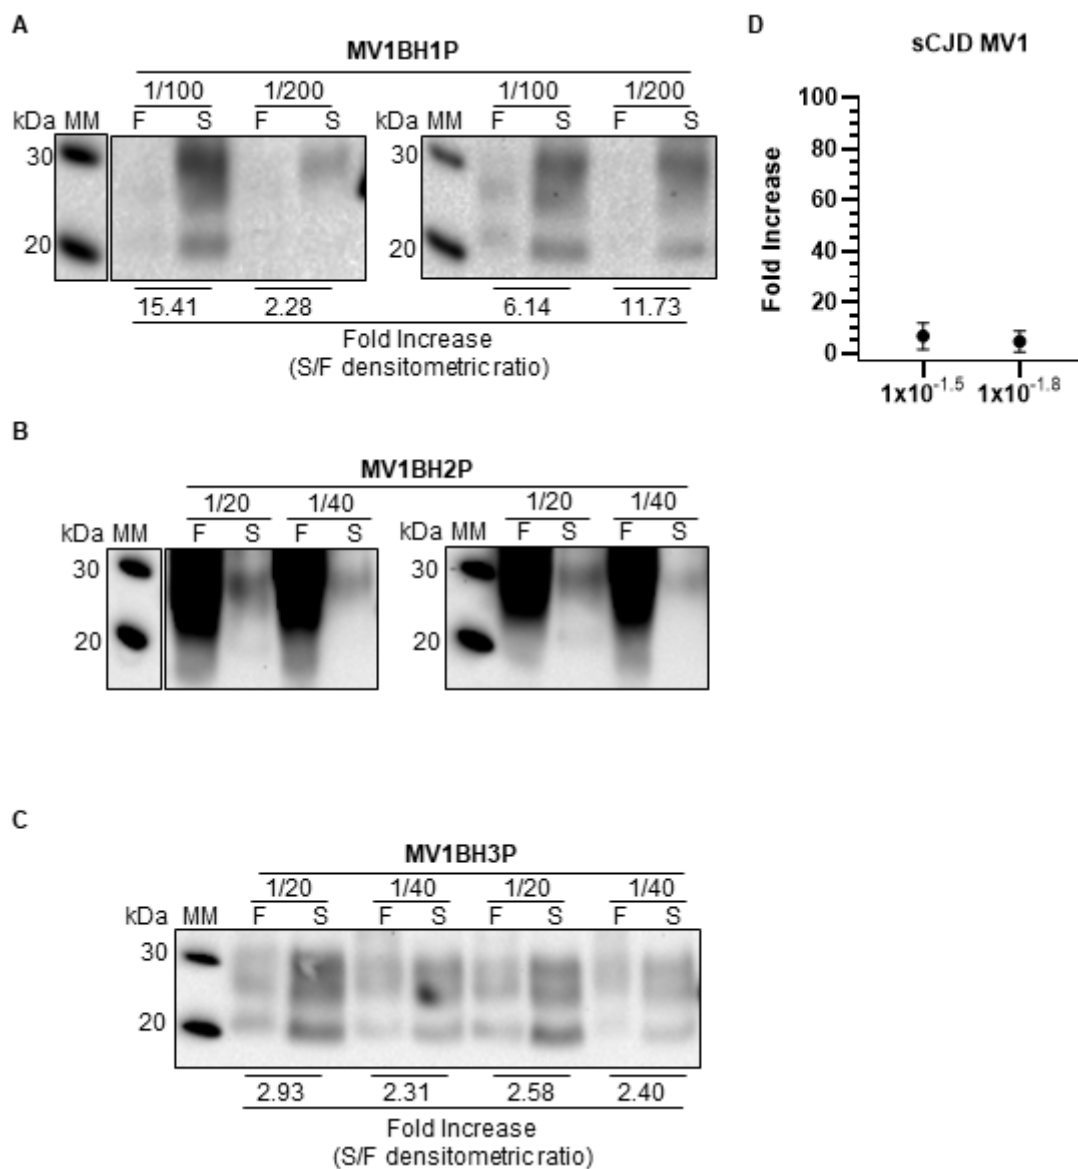 A
MV1BH1P
1/100 1/200 1/100 1/200
kDa MM F S F S MM F S F S
30 30
20 20
15.41 2.28 6.14 11.73
Fold Increase
(S/F densitometric ratio)
D
sCJD MV1
Fold Increase
100
80
60
40
20
0
1x10-1.5 1x10-1.8
B
MV1BH2P
1/20 1/40 1/20 1/40
kDa MM F S F S kDa MM F S F S
30 30
20 20
C
MV1BH3P
1/20 1/40 1/20 1/40
kDa MM F S F S F S F S
30
20
2.93 2.31 2.58 2.40
Fold Increase
(S/F densitometric ratio)